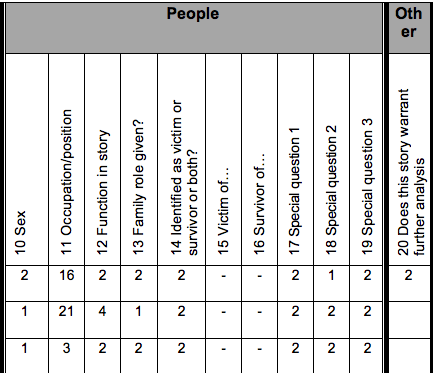 People
Oth
er
10 Sex
11 Occupation/position
12 Function in story
13 Family role given?
14 Identified as victim or
survivor or both?
15 Victim of...
16 Survivor of...
17 Special question 1
18 Special question 2
19 Special question 3
20 Does this story warrant
further analysis
2 16 2 2 2 - - 2 1 2 2
1 21 4 1 2 - - 2 2 2
1 3 2 2 2 - - 2 2 2